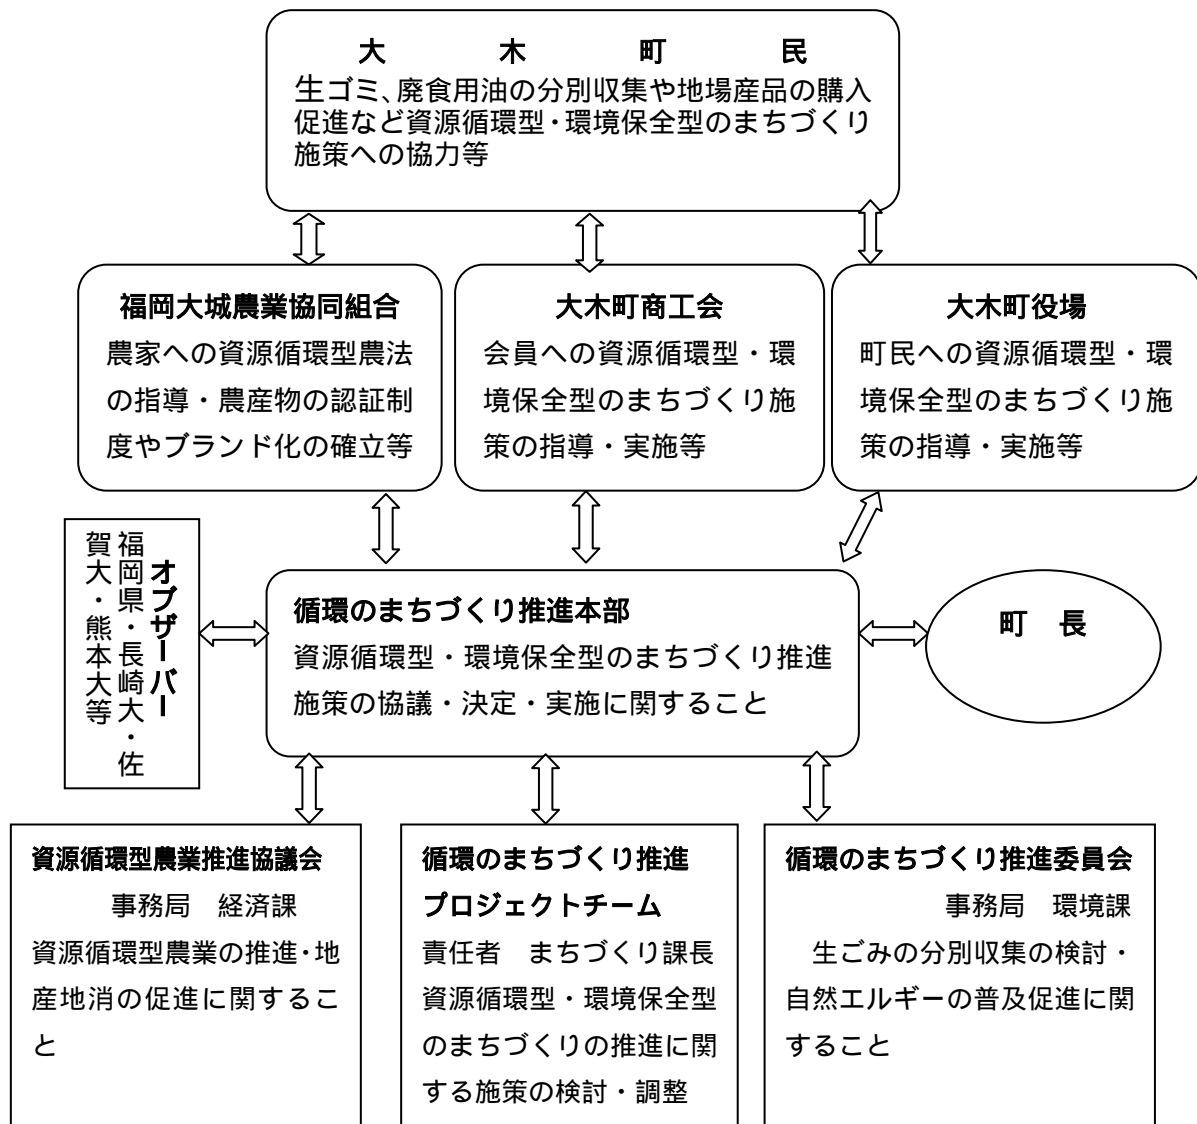 大木町民
生ゴミ、廃食用油の分別収集や地場産品の購入
促進など資源循環型・環境保全型のまちづくり
施策への協力等
福岡大城農業協同組合
農家への資源循環型農法
の指導・農産物の認証制
度やブランド化の確立等
大木町商工会
会員への資源循環型・環
境保全型のまちづくり施
策の指導・実施等
大木町役場
町民への資源循環型・環
境保全型のまちづくり施
策の指導・実施等
オブザーバー
福岡県・長崎大・佐
賀大・熊本大等
循環のまちづくり推進本部
資源循環型・環境保全型のまちづくり推進
施策の協議・決定・実施に関すること
町　長
資源循環型農業推進協議会
事務局　経済課
資源循環型農業の推進・地
産地消の促進に関するこ
と
循環のまちづくり推進
プロジェクトチーム
責任者　まちづくり課長
資源循環型・環境保全型
のまちづくりの推進に関
する施策の検討・調整
循環のまちづくり推進委員会
事務局　環境課
生ごみの分別収集の検討・
自然エルギーの普及促進に関
すること